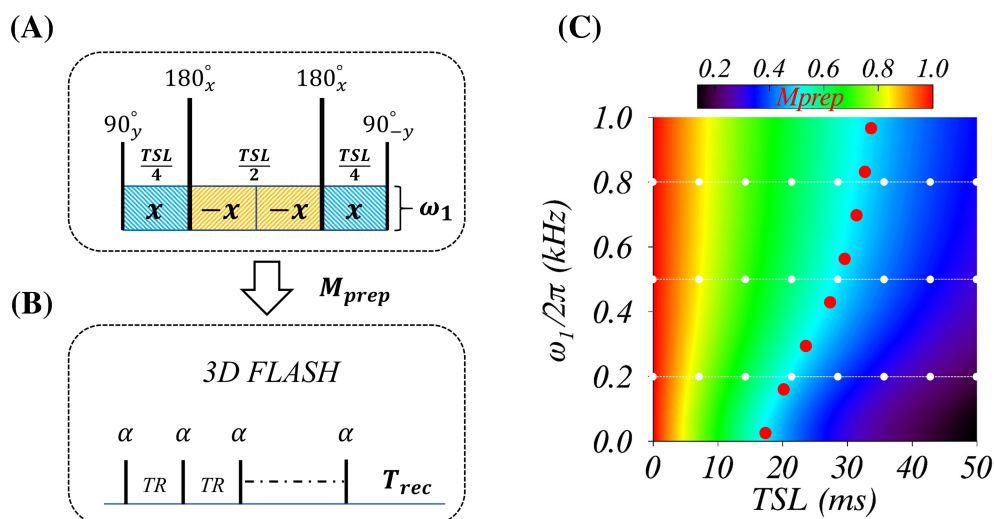 (A)
180°x 180°x
90°y 90°-y
TSL/4 TSL/2 TSL/4
x -x -x x ω1
Mprep
(B)
3D FLASH
α α α α
TR TR Trec
(C)
0.2 0.4 0.6 0.8 1.0
Mprep
ω1/2π (kHz)
1.0
0.8
0.6
0.4
0.2
0.0
0 10 20 30 40 50
TSL (ms)